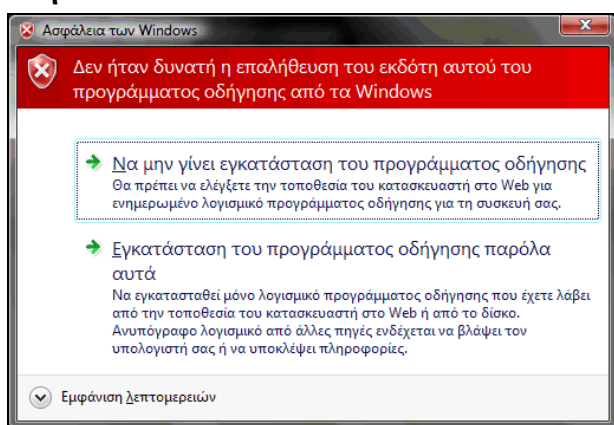 Ασφάλεια των Windows
Δεν ήταν δυνατή η επαλήθευση του εκδότη αυτού του
προγράμματος οδήγησης από τα Windows
Να μην γίνει εγκατάσταση του προγράμματος οδήγησης
Θα πρέπει να ελέγξετε την τοποθεσία του κατασκευαστή στο Web για
ενημερωμένο λογισμικό προγράμματος οδήγησης για τη συσκευή σας.
Εγκατάσταση του προγράμματος οδήγησης παρόλα
αυτά
Να εγκατασταθεί μόνο λογισμικό προγράμματος οδήγησης που έχετε λάβει
από την τοποθεσία του κατασκευαστή στο Web ή από το δίσκο.
Ανυπόγραφο λογισμικό από άλλες πηγές ενδέχεται να βλάψει τον
υπολογιστή σας ή να υποκλέψει πληροφορίες.
Εμφάνιση λεπτομερειών